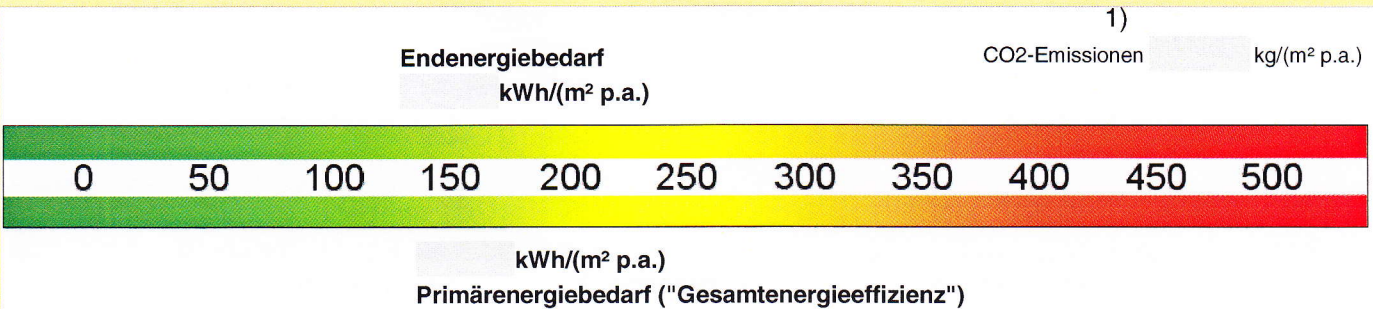 1)
Endenergiebedarf
CO2-Emissionen kg/(m² p.a.)
kWh/(m² p.a.)
0 50 100 150 200 250 300 350 400 450 500
kWh/(m² p.a.)
Primärenergiebedarf ("Gesamtenergieeffizienz")